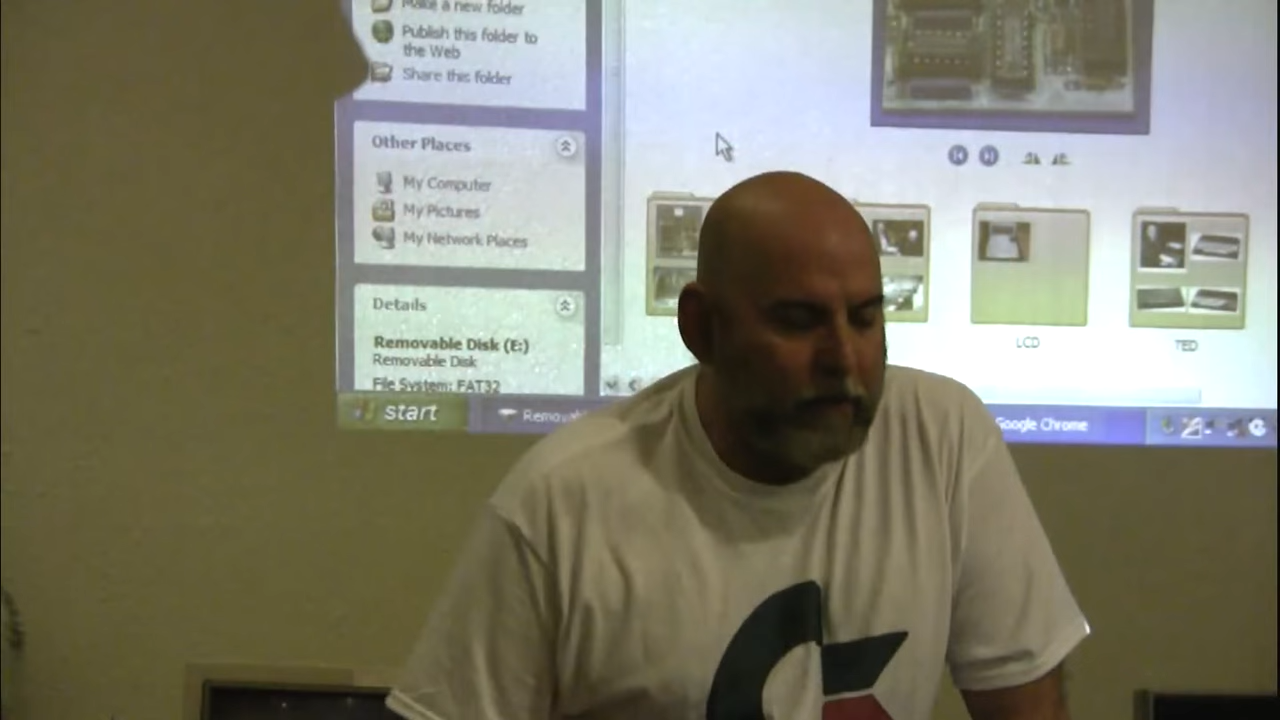 Make a new folder
Publish this folder to
the Web
Share this folder
Other Places
My Computer
My Pictures
My Network Places
Details
Removable Disk (E:)
Removable Disk
File System: FAT32
LCD
TED
start
Removab
Google Chrome